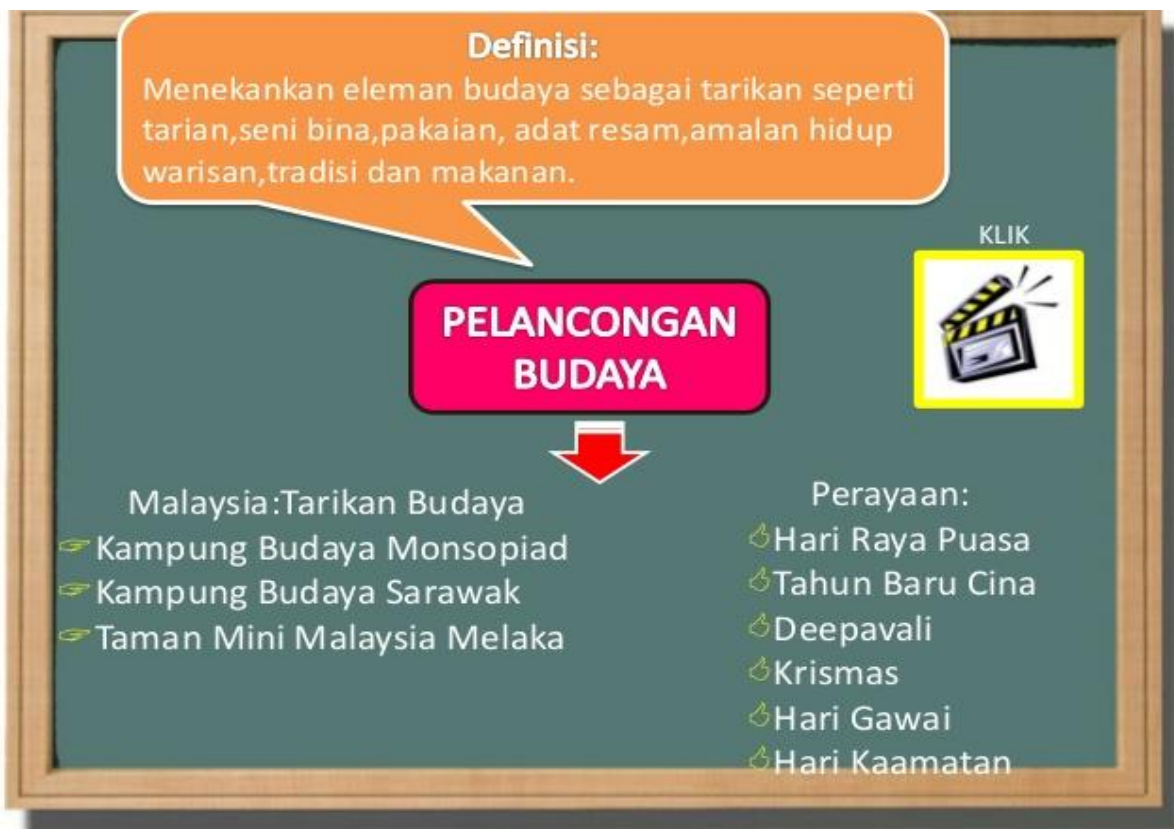 Definisi:
Menekankan eleman budaya sebagai tarikan seperti
tarian,seni bina,pakaian, adat resam,amalan hidup
warisan,tradisi dan makanan.
KLIK
PELANCONGAN
BUDAYA
Malaysia:Tarikan Budaya
Kampung Budaya Monsopiad
Kampung Budaya Sarawak
Taman Mini Malaysia Melaka
Perayaan:
Hari Raya Puasa
Tahun Baru Cina
Deepavali
Krismas
Hari Gawai
Hari Kaamatan